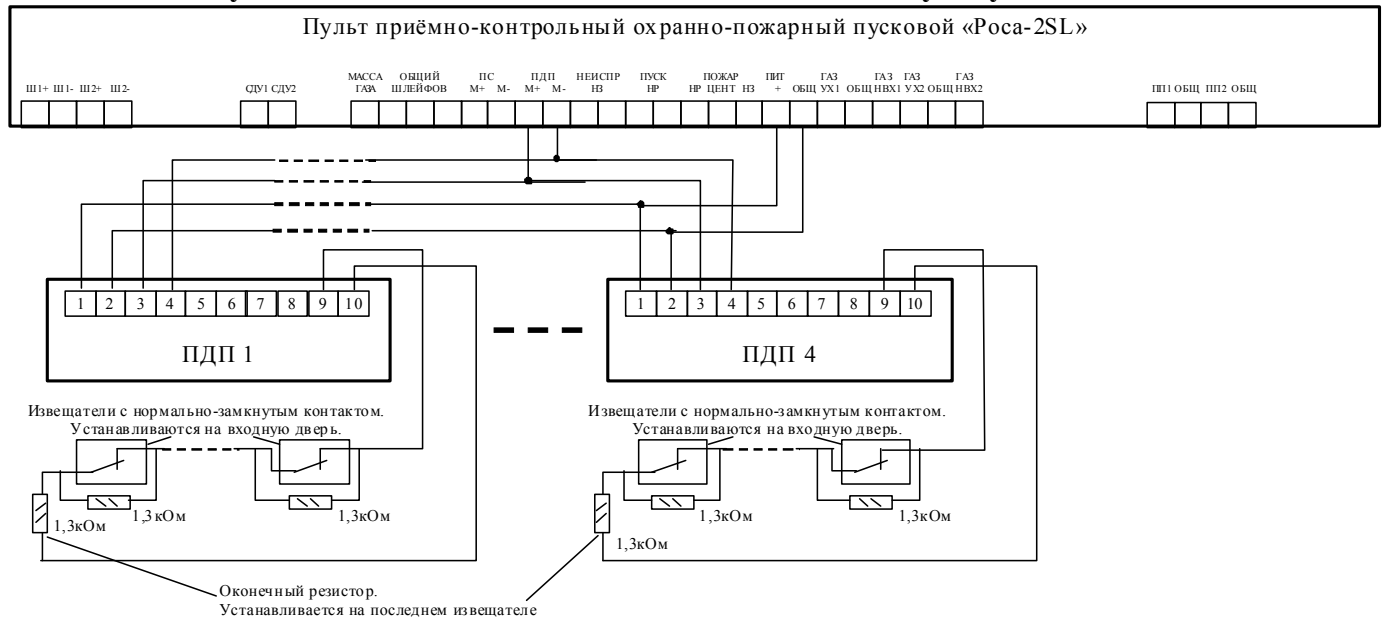 Пульт приёмно-контрольный охранно-пожарный пусковой «Роса-2SL»
МАССА ОБЩИЙ ПС ПДП НЕИСПР ПУСК ПОЖАР ПИТ ГАЗ ГАЗ ГАЗ ГАЗ
Ш1+ Ш1- Ш2+ Ш2- СДУ1 СДУ2 ГАЗА ШЛЕЙФОВ М+ М- М+ М- НЗ НР НР ЦЕНТ НЗ + ОБЩ УХ1 ОБЩ НВХ1 УХ2 ОБЩ НВХ2 ПП1 ОБЩ ПП2 ОБЩ
1 2 3 4 5 6 7 8 9 10
ПДП 1
1 2 3 4 5 6 7 8 9 10
ПДП 4
Извещатели с нормально-замкнутым контактом.
Устанавливаются на входную дверь.
1,3кОм
1,3кОм
1,3кОм
Извещатели с нормально-замкнутым контактом.
Устанавливаются на входную дверь.
1,3кОм
1,3кОм
1,3кОм
Оконечный резистор.
Устанавливается на последнем извещателе